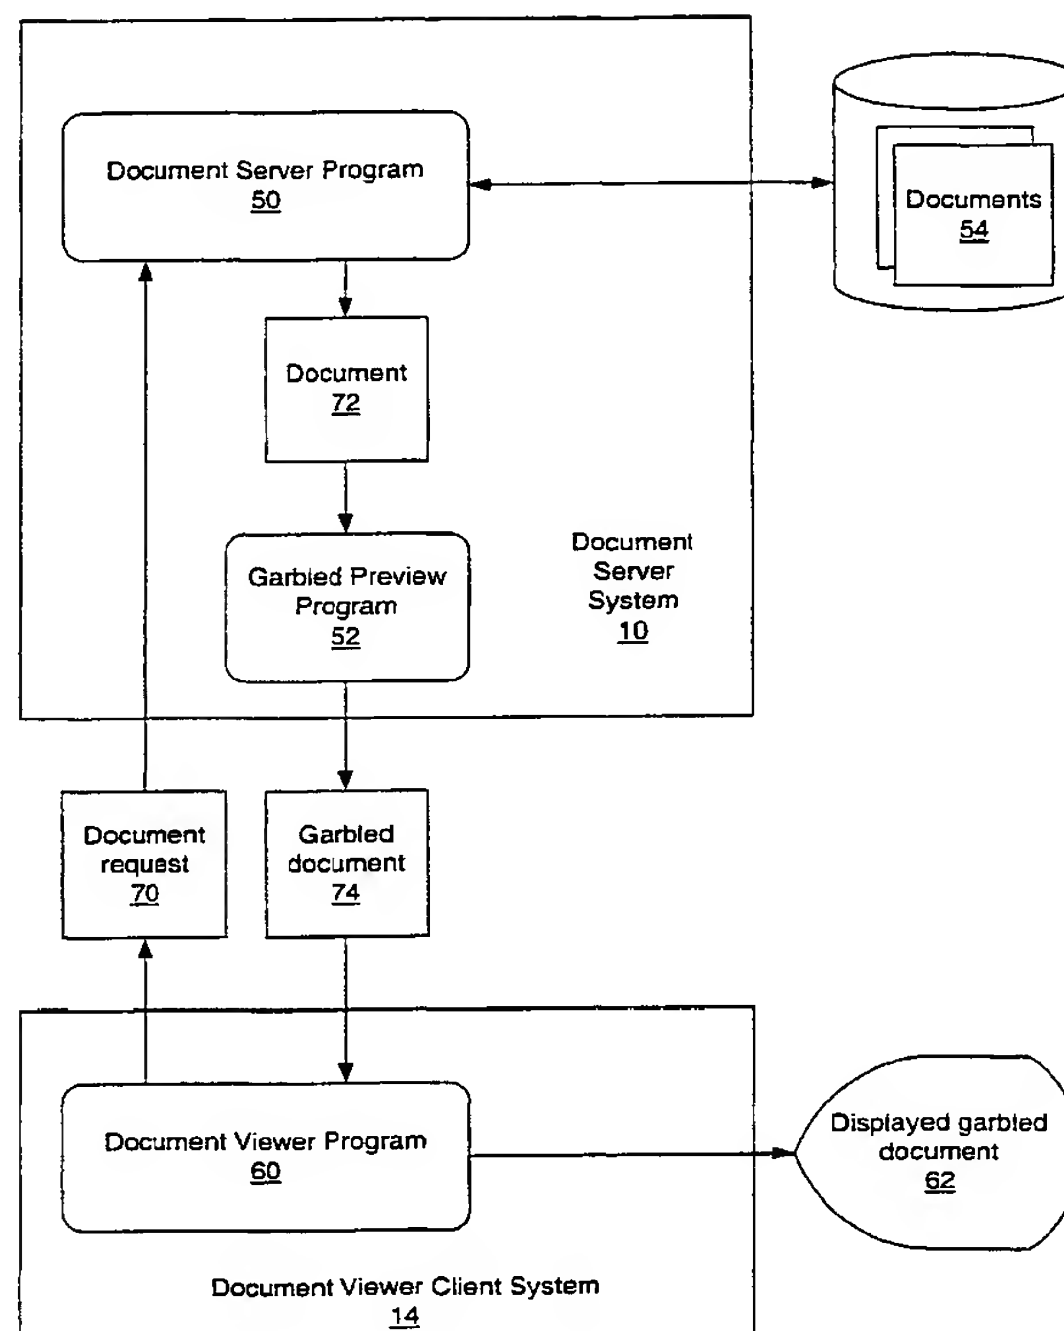 Document Server Program
50
Documents
54
Document
72
Garbled Preview
Program
52
Document
Server
System
10
Document
request
70
Garbled
document
74
Document Viewer Program
60
Displayed garbled
document
62
Document Viewer Client System
14